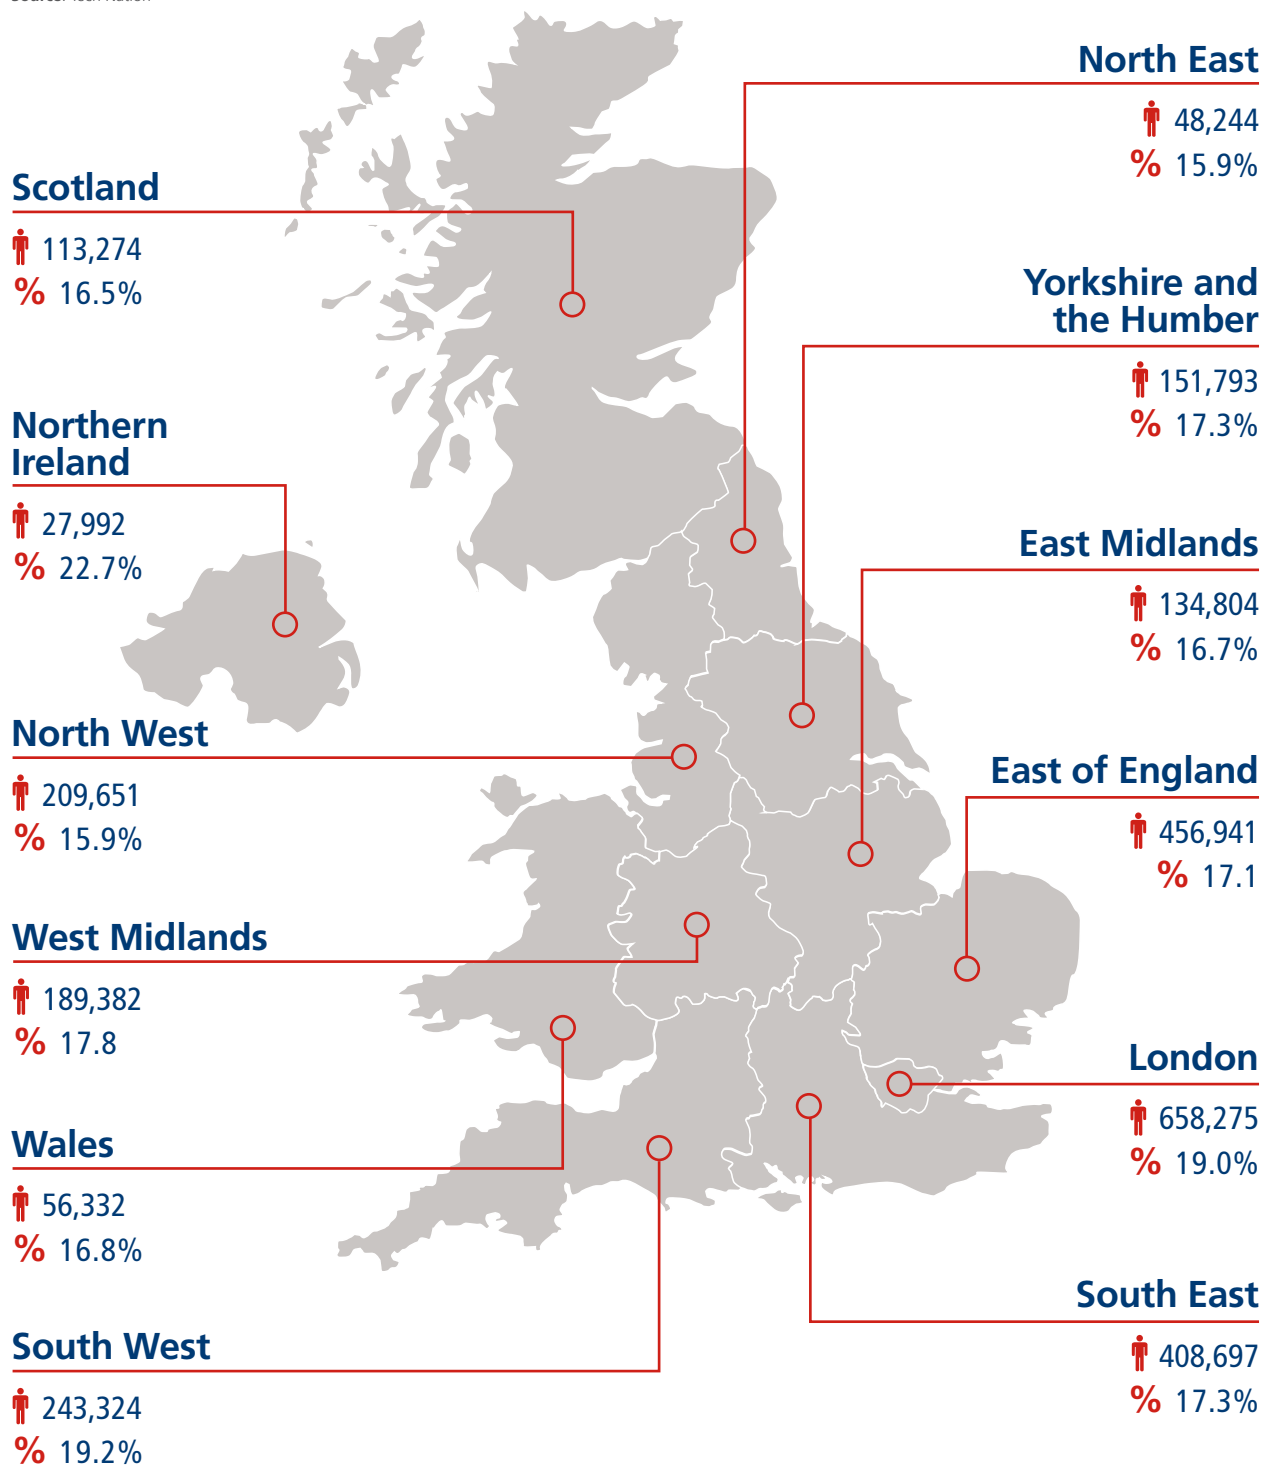 Scotland
113,274
% 16.5%
Northern
Ireland
27,992
% 22.7%
North West
209,651
% 15.9%
West Midlands
189,382
% 17.8
Wales
56,332
% 16.8%
South West
243,324
% 19.2%
North East
48,244
% 15.9%
Yorkshire and
the Humber
151,793
% 17.3%
East Midlands
134,804
% 16.7%
East of England
456,941
% 17.1
London
658,275
% 19.0%
South East
408,697
% 17.3%